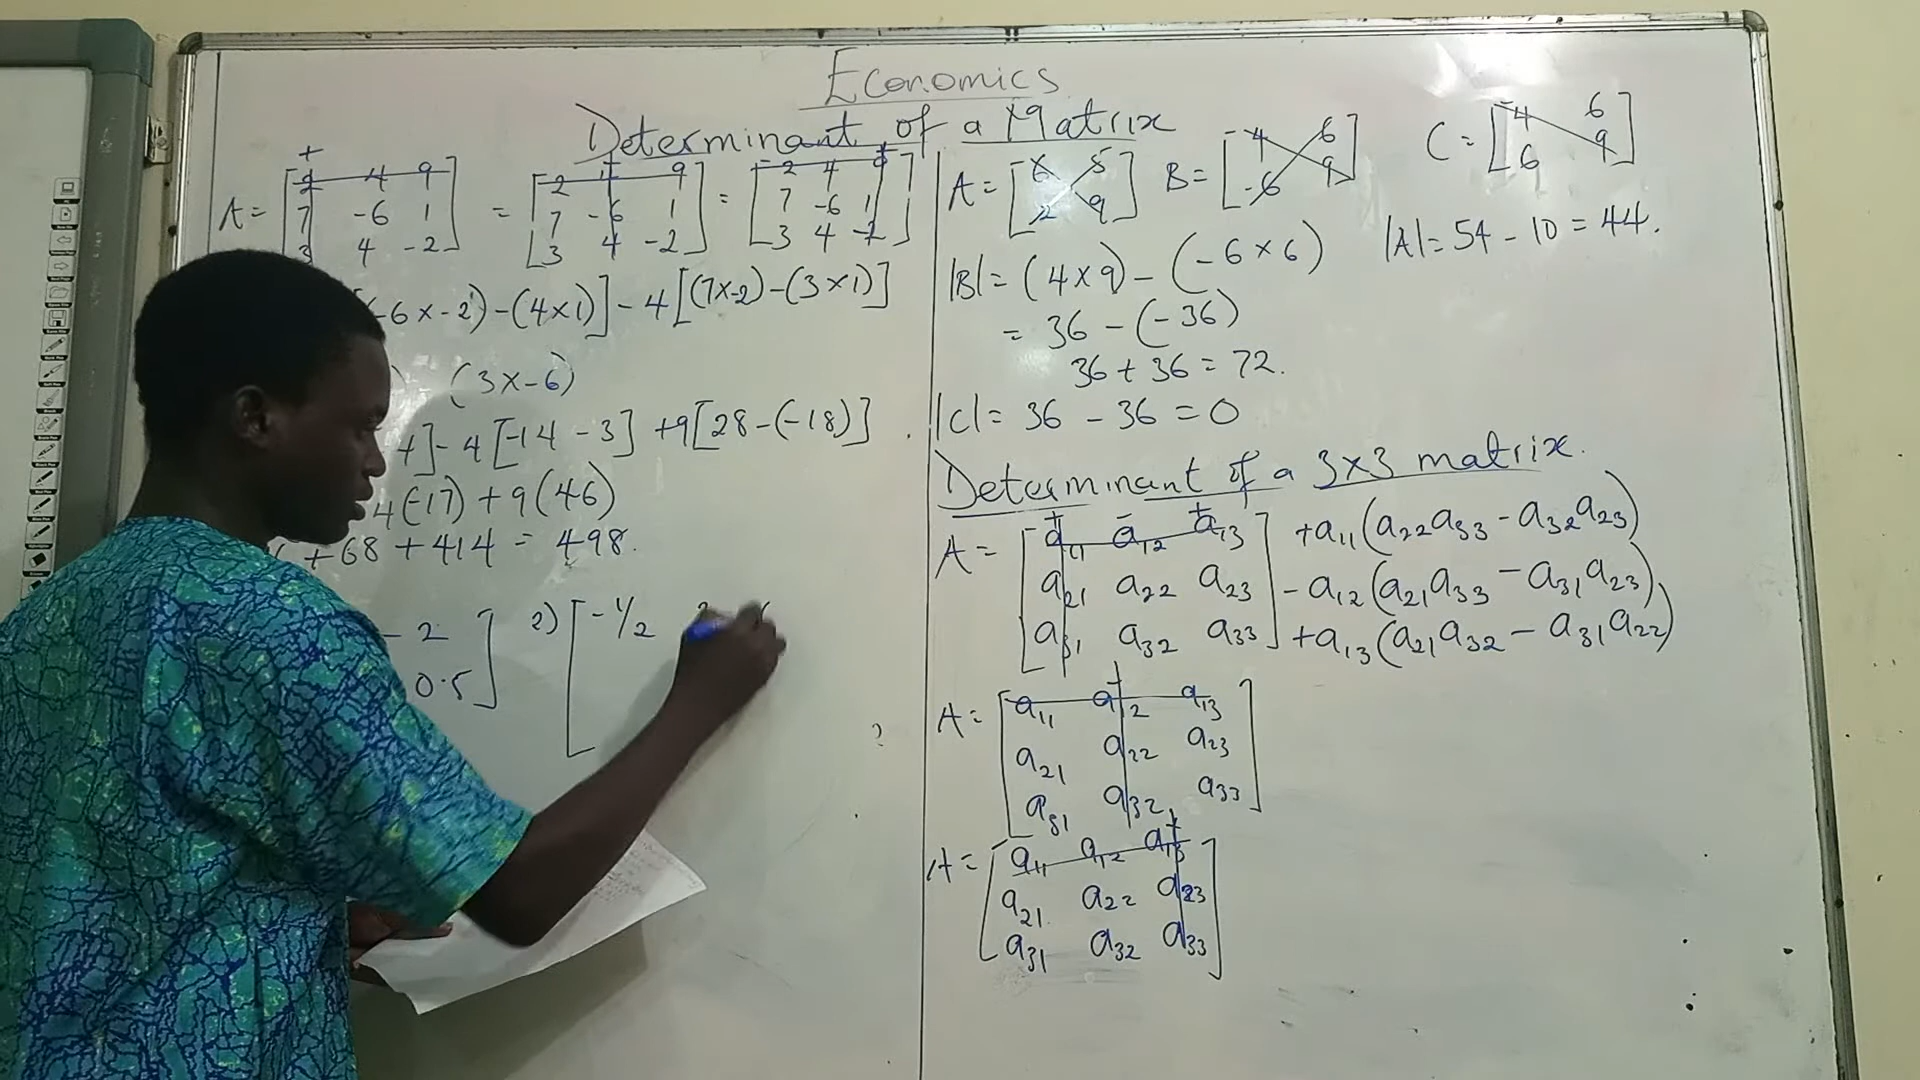 Economics
Determinant of a Matrix
A = [2 4 9
7 -6 1
3 4 -2]
= [2 4 9
7 -6 1
3 4 -2]
= [2 4 9
7 -6 1
3 4 -2]
-6x-2)-(4x1)] - 4[(7x-2)-(3x1)]
) (3x-6)
4] - 4[-14 - 3] +9[28-(-18)]
4(-17) + 9(46)
+68 + 414 = 498.
-2
0.5]
2) [-1/2
A = [6 5
2 9]
B = [4 6
-6 9]
C = [4 6
6 9]
|A| = 54 - 10 = 44.
|B| = (4x9) - (-6x6)
= 36 - (-36)
36 + 36 = 72.
|C| = 36 - 36 = 0
Determinant of a 3x3 matrix.
A = [a11 a12 a13
a21 a22 a23
a31 a32 a33]
+ - +
+a11(a22a33 - a32a23)
-a12(a21a33 - a31a23)
+a13(a21a32 - a31a22)
A = [a11 a12 a13
a21 a22 a23
a31 a32 a33]
A = [a11 a12 a13
a21 a22 a23
a31 a32 a33]